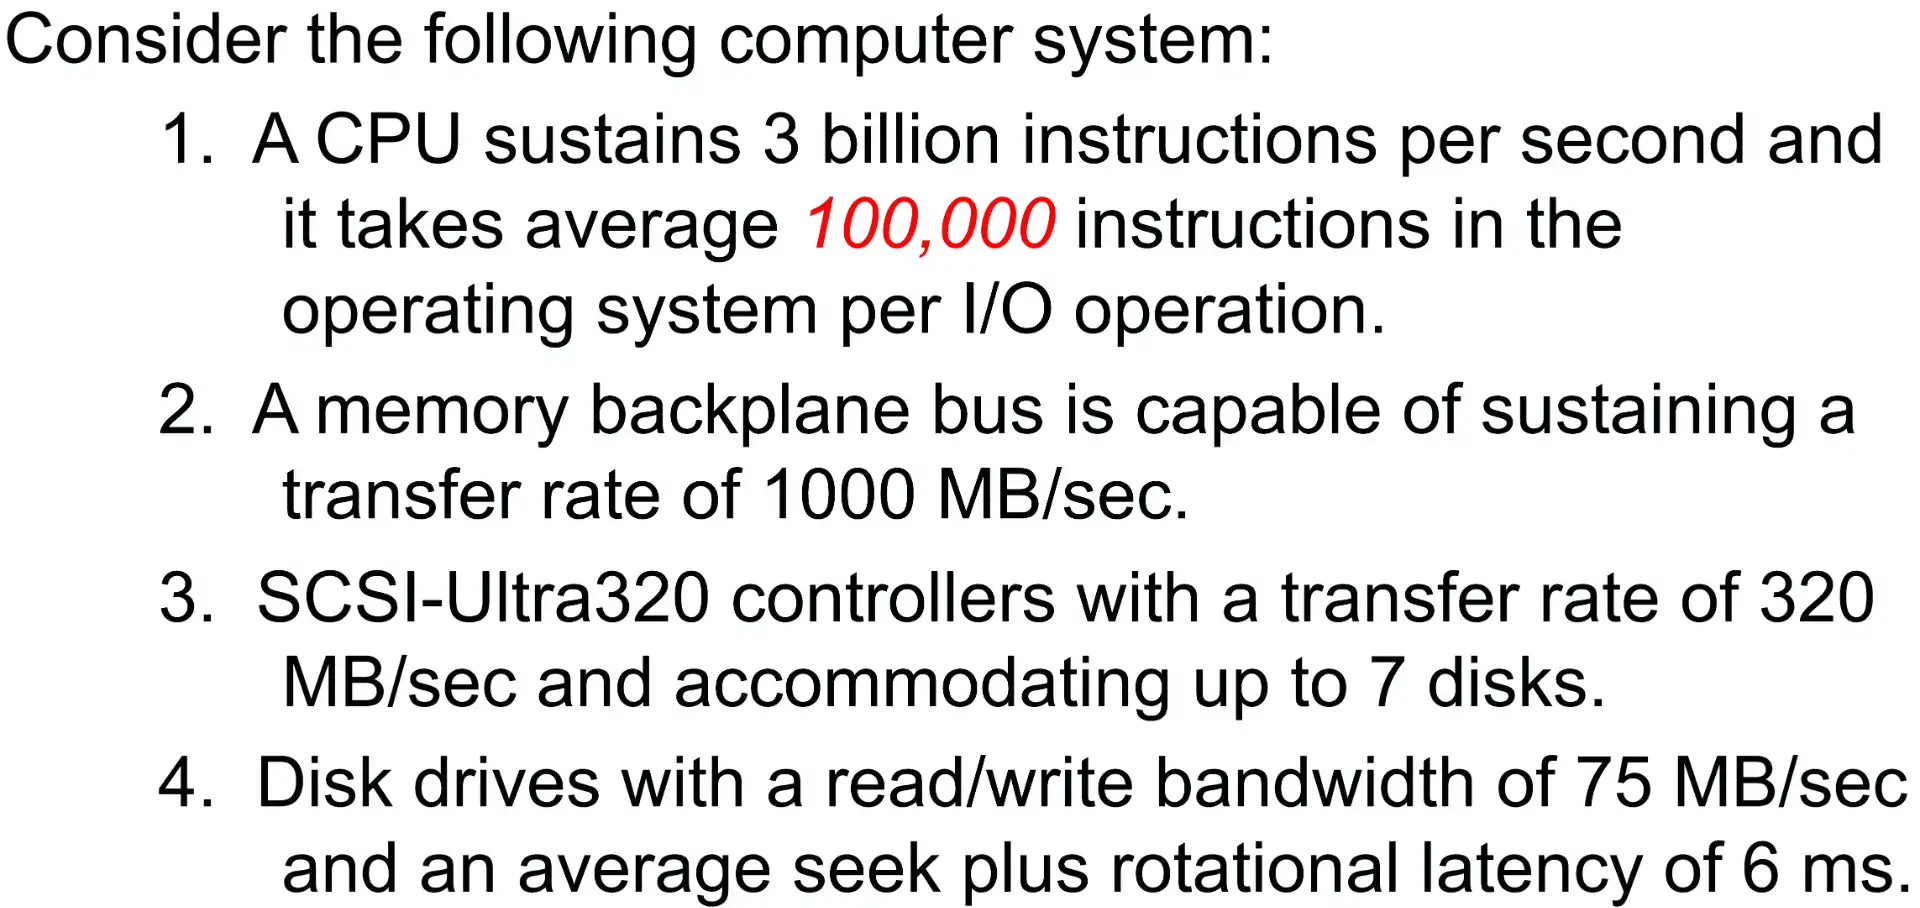 Consider the following computer system:
1. A CPU sustains 3 billion instructions per second and
it takes average 100,000 instructions in the
operating system per I/O operation.
2. A memory backplane bus is capable of sustaining a
transfer rate of 1000 MB/sec.
3. SCSI-Ultra320 controllers with a transfer rate of 320
MB/sec and accommodating up to 7 disks.
4. Disk drives with a read/write bandwidth of 75 MB/sec
and an average seek plus rotational latency of 6 ms.